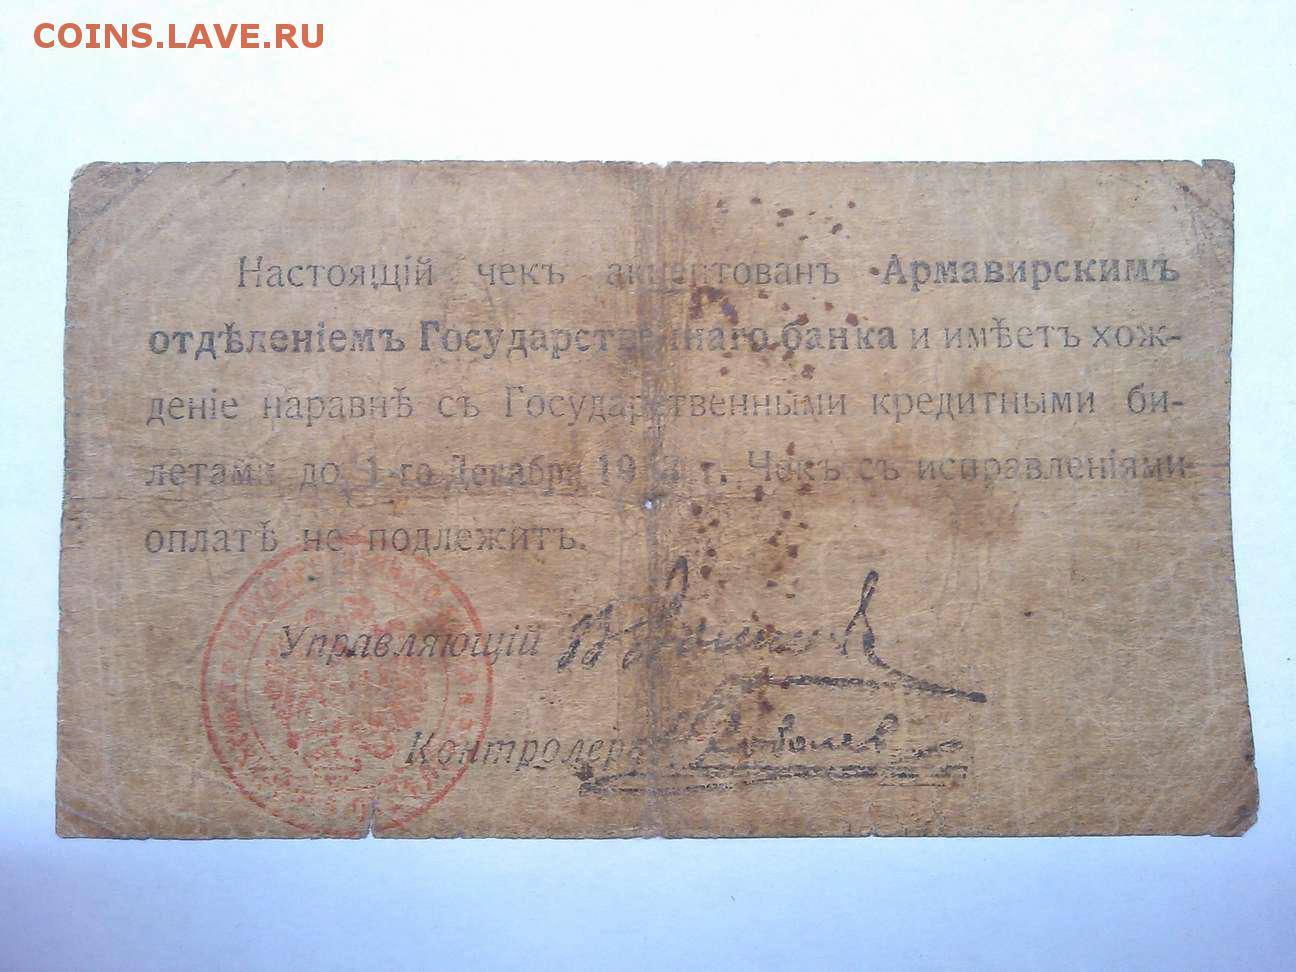 COINS.LAVE.RU
Настоящій чекъ акцептованъ Армавирскимъ
отдѣленіемъ Государственнаго банка и имѣетъ хож-
деніе наравнѣ съ Государственными кредитными би-
летами до 1-го Декабря г. Чекъ съ исправленіями
оплатѣ не подлежитъ.
Управляющій
Контролеръ